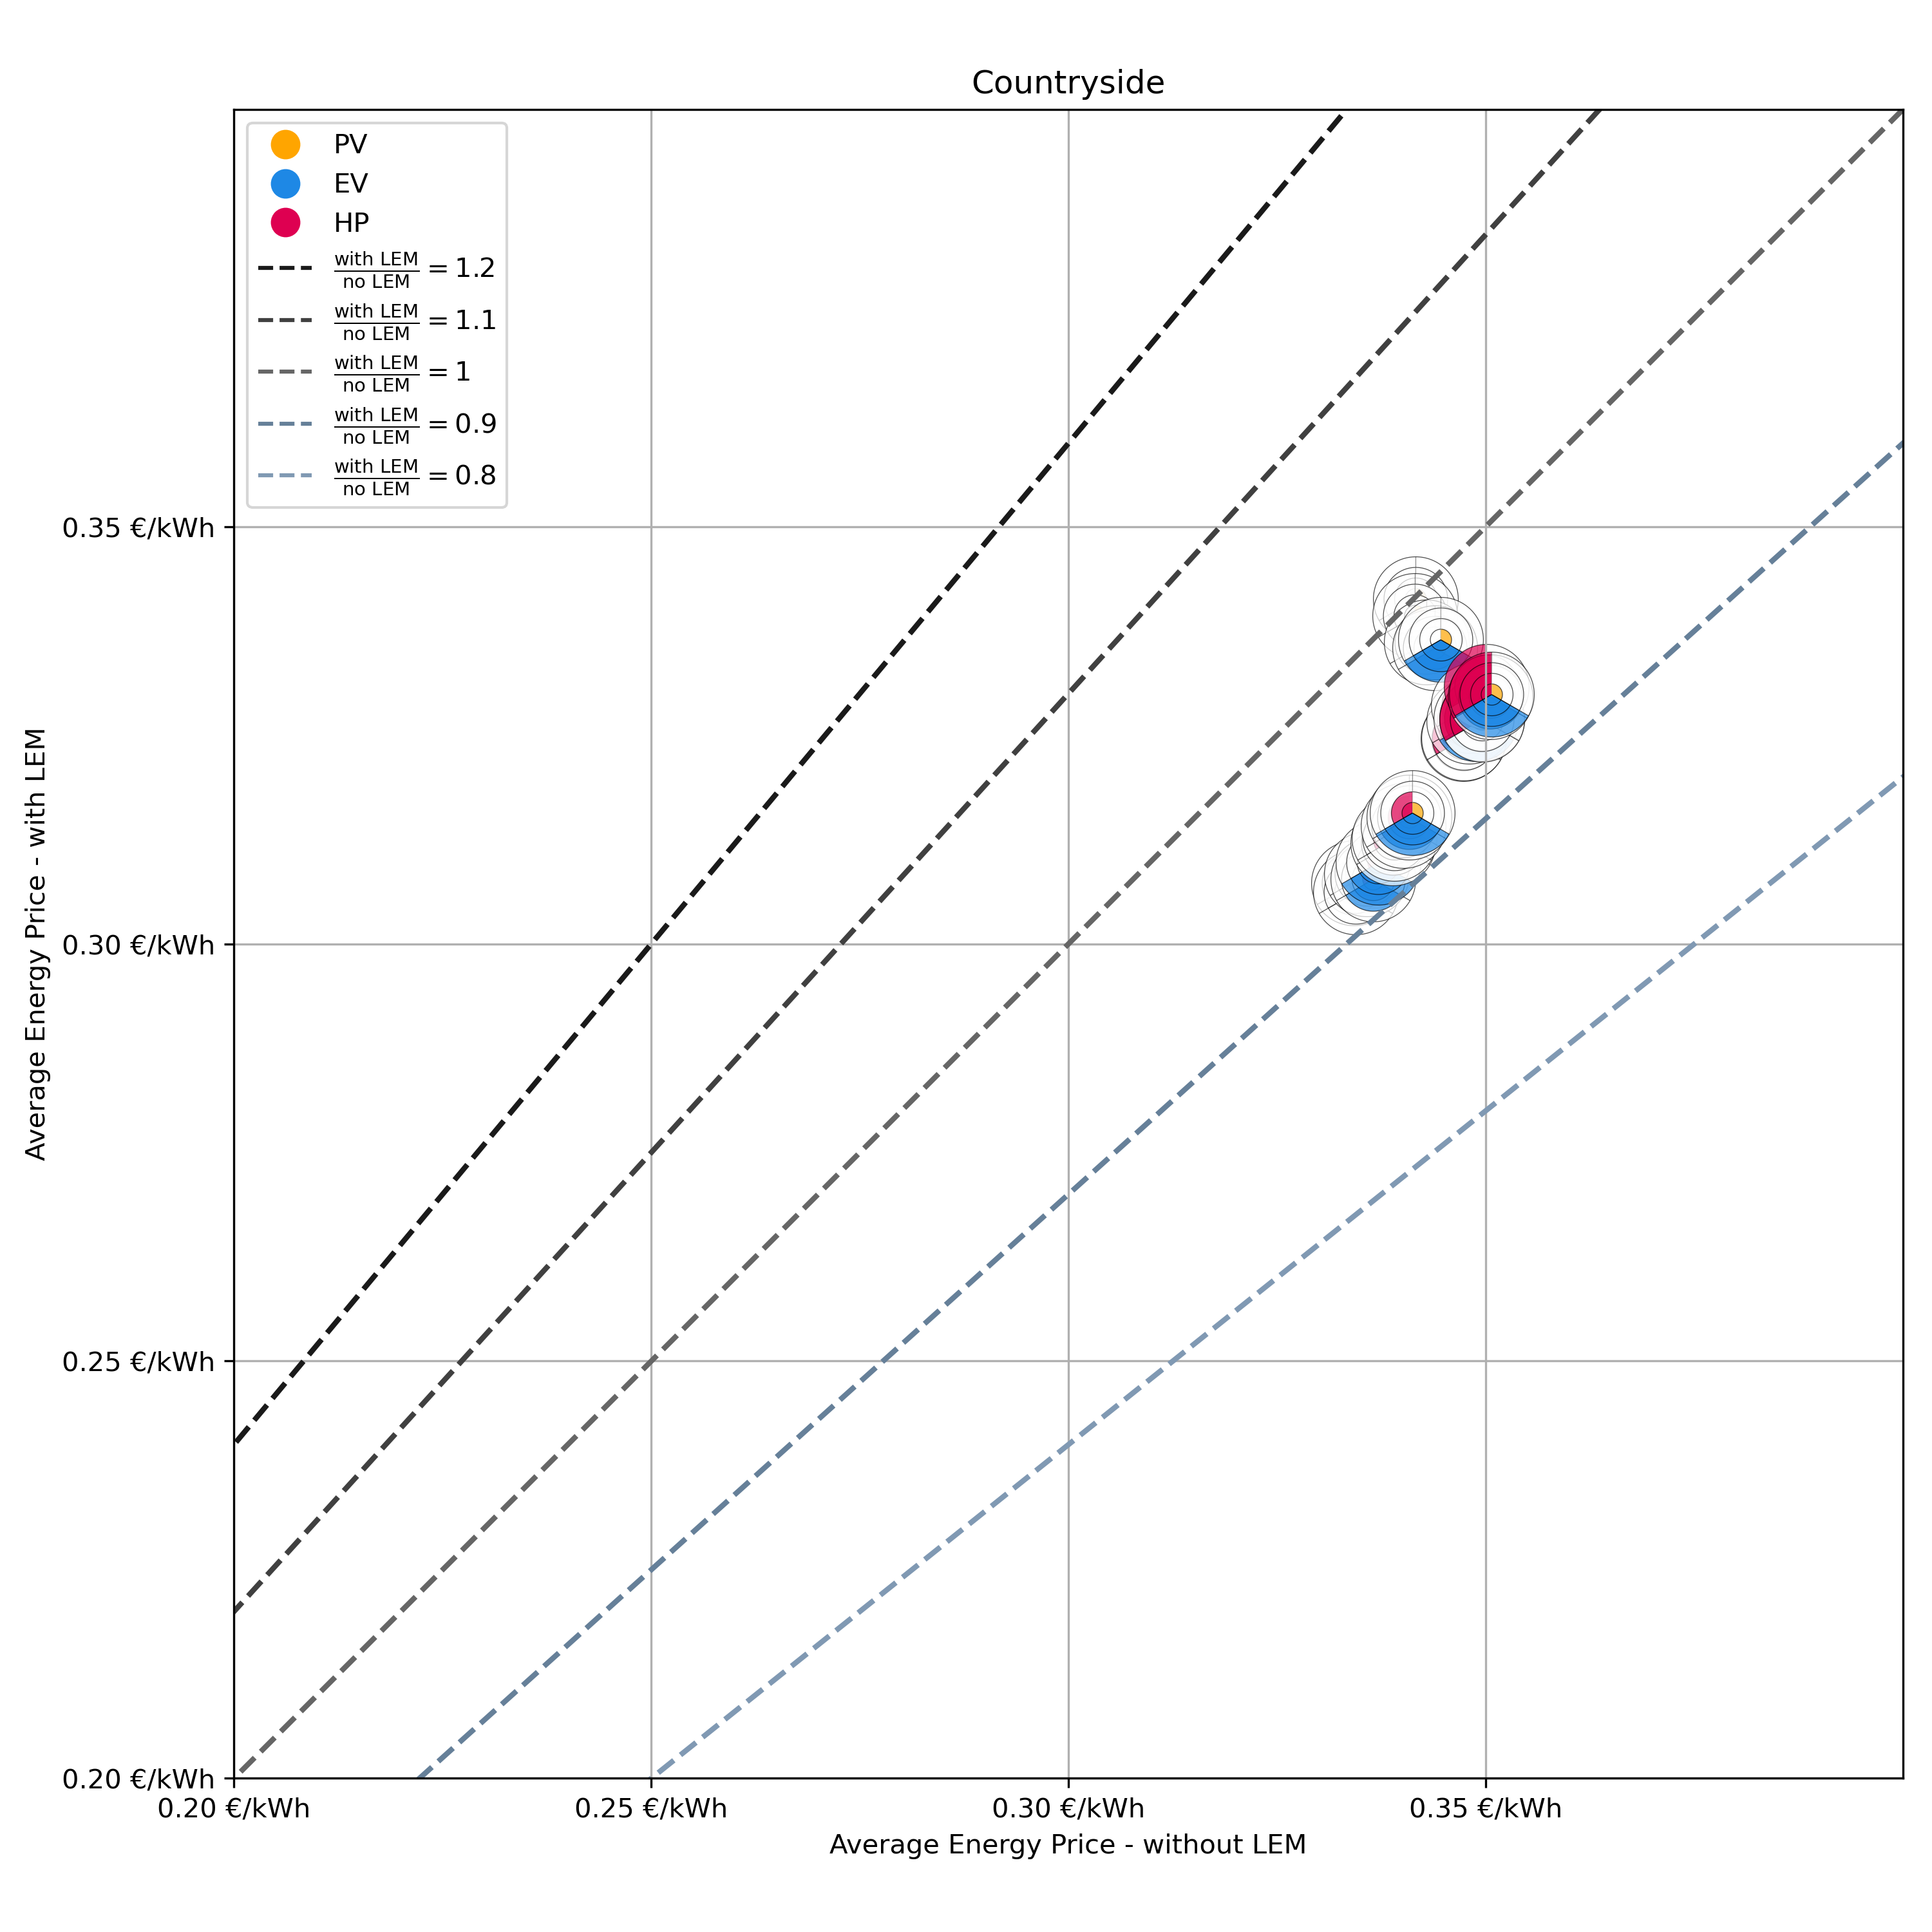 Countryside
PV
EV
HP
with LEM
no LEM = 1.2
with LEM
no LEM = 1.1
with LEM
no LEM = 1
with LEM
no LEM = 0.9
with LEM
no LEM = 0.8
Average Energy Price - with LEM
0.35 €/kWh
0.30 €/kWh
0.25 €/kWh
0.20 €/kWh
0.20 €/kWh 0.25 €/kWh 0.30 €/kWh 0.35 €/kWh
Average Energy Price - without LEM